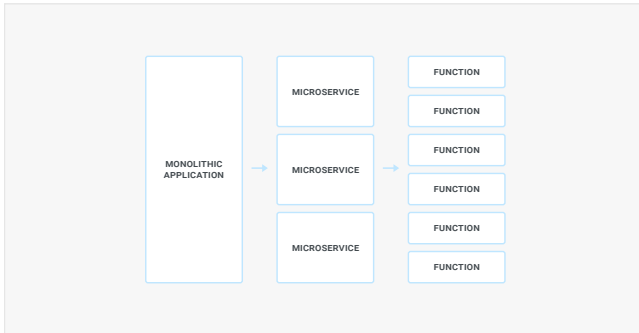 MONOLITHIC
APPLICATION
MICROSERVICE
MICROSERVICE
MICROSERVICE
FUNCTION
FUNCTION
FUNCTION
FUNCTION
FUNCTION
FUNCTION